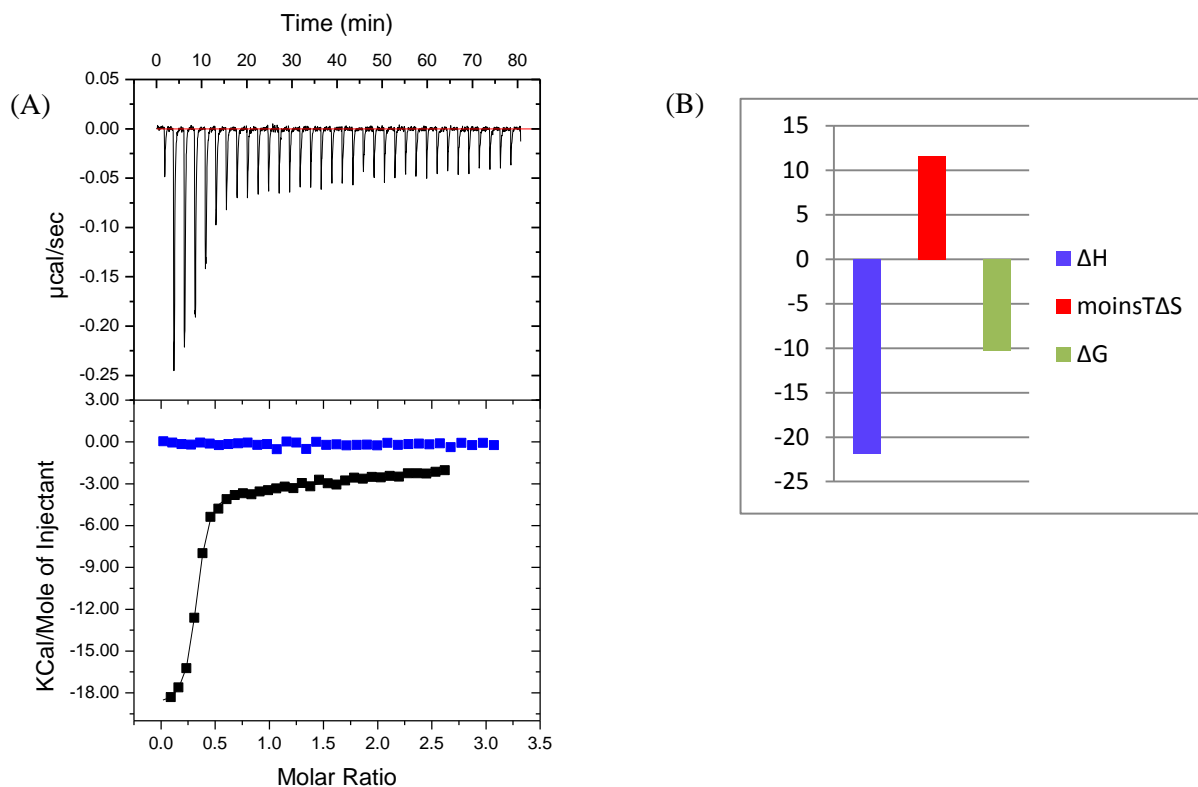 (A)
Time (min)
0 10 20 30 40 50 60 70 80
0.05
0.00
-0.05
-0.10
-0.15
-0.20
-0.25
µcal/sec
3.00
0.00
-3.00
-6.00
-9.00
-12.00
-15.00
-18.00
KCal/Mole of Injectant
0.0 0.5 1.0 1.5 2.0 2.5 3.0 3.5
Molar Ratio
(B)
15
10
5
0
-5
-10
-15
-20
-25
ΔH
moinsTΔS
ΔG